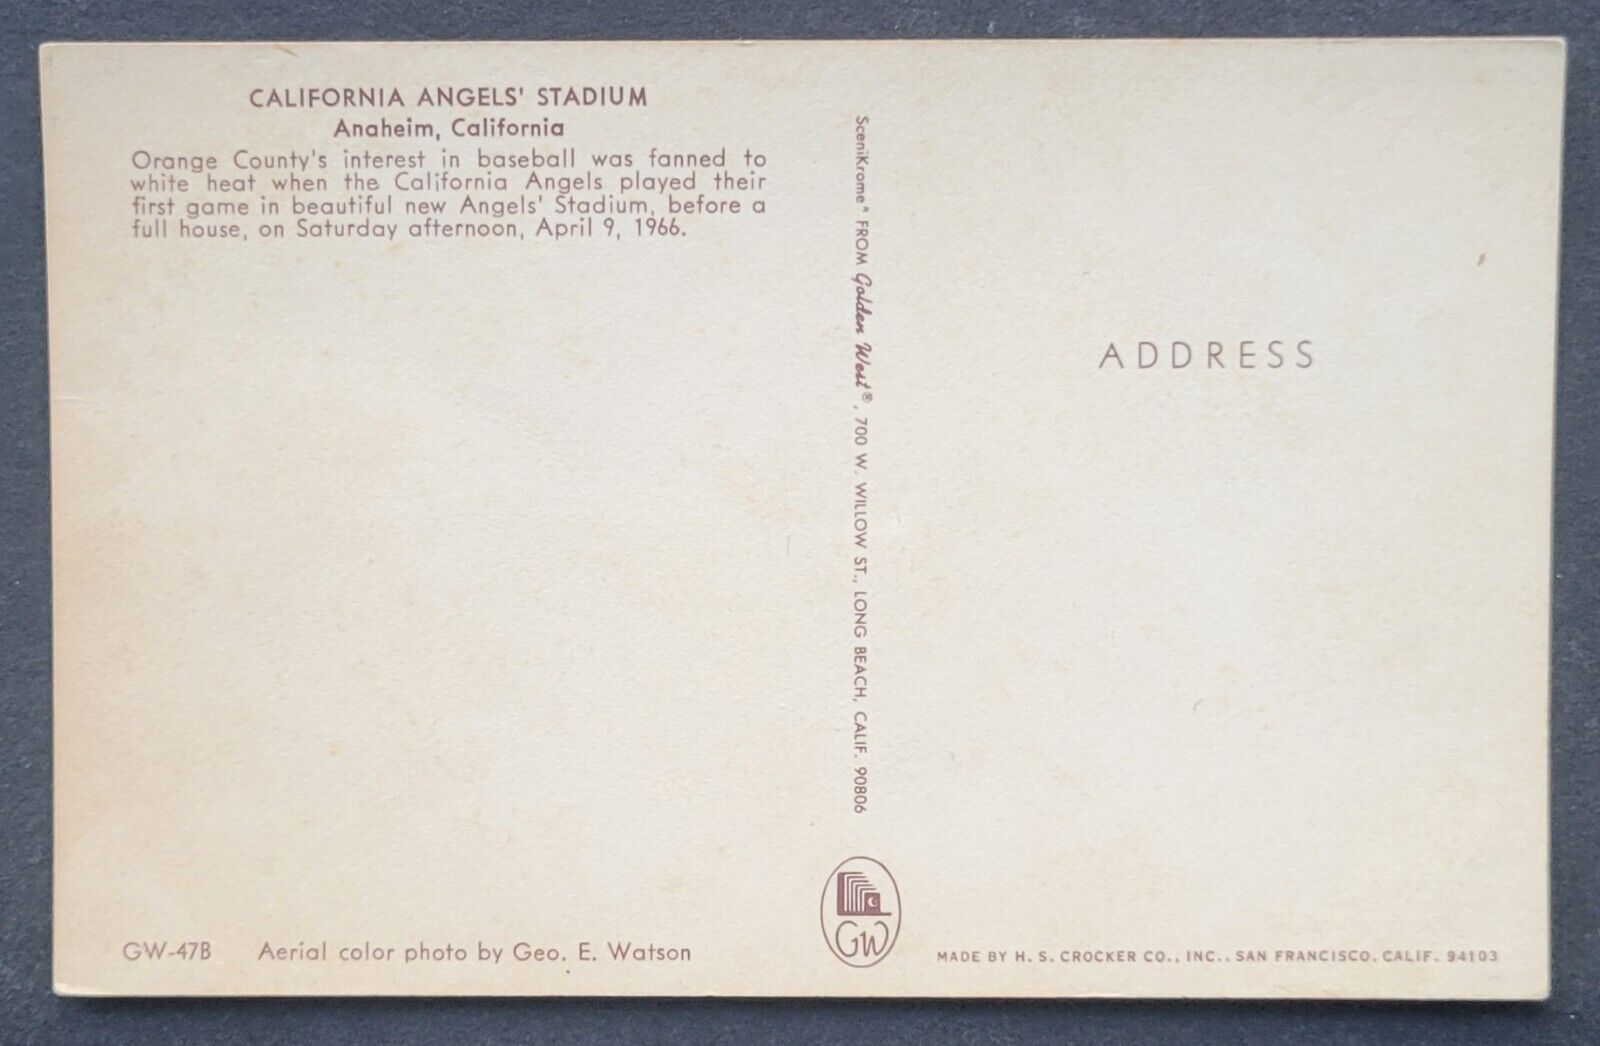 CALIFORNIA ANGELS' STADIUM
Anaheim, California
Orange County's interest in baseball was fanned to
white heat when the California Angels played their
first game in beautiful new Angels' Stadium, before a
full house, on Saturday afternoon, April 9, 1966.
SceniKrome* FROM Golden West®, 700 W. WILLOW ST., LONG BEACH, CALIF. 90806
ADDRESS
GW
GW-47B Aerial color photo by Geo. E. Watson
MADE BY H. S. CROCKER CO., INC., SAN FRANCISCO, CALIF. 94103